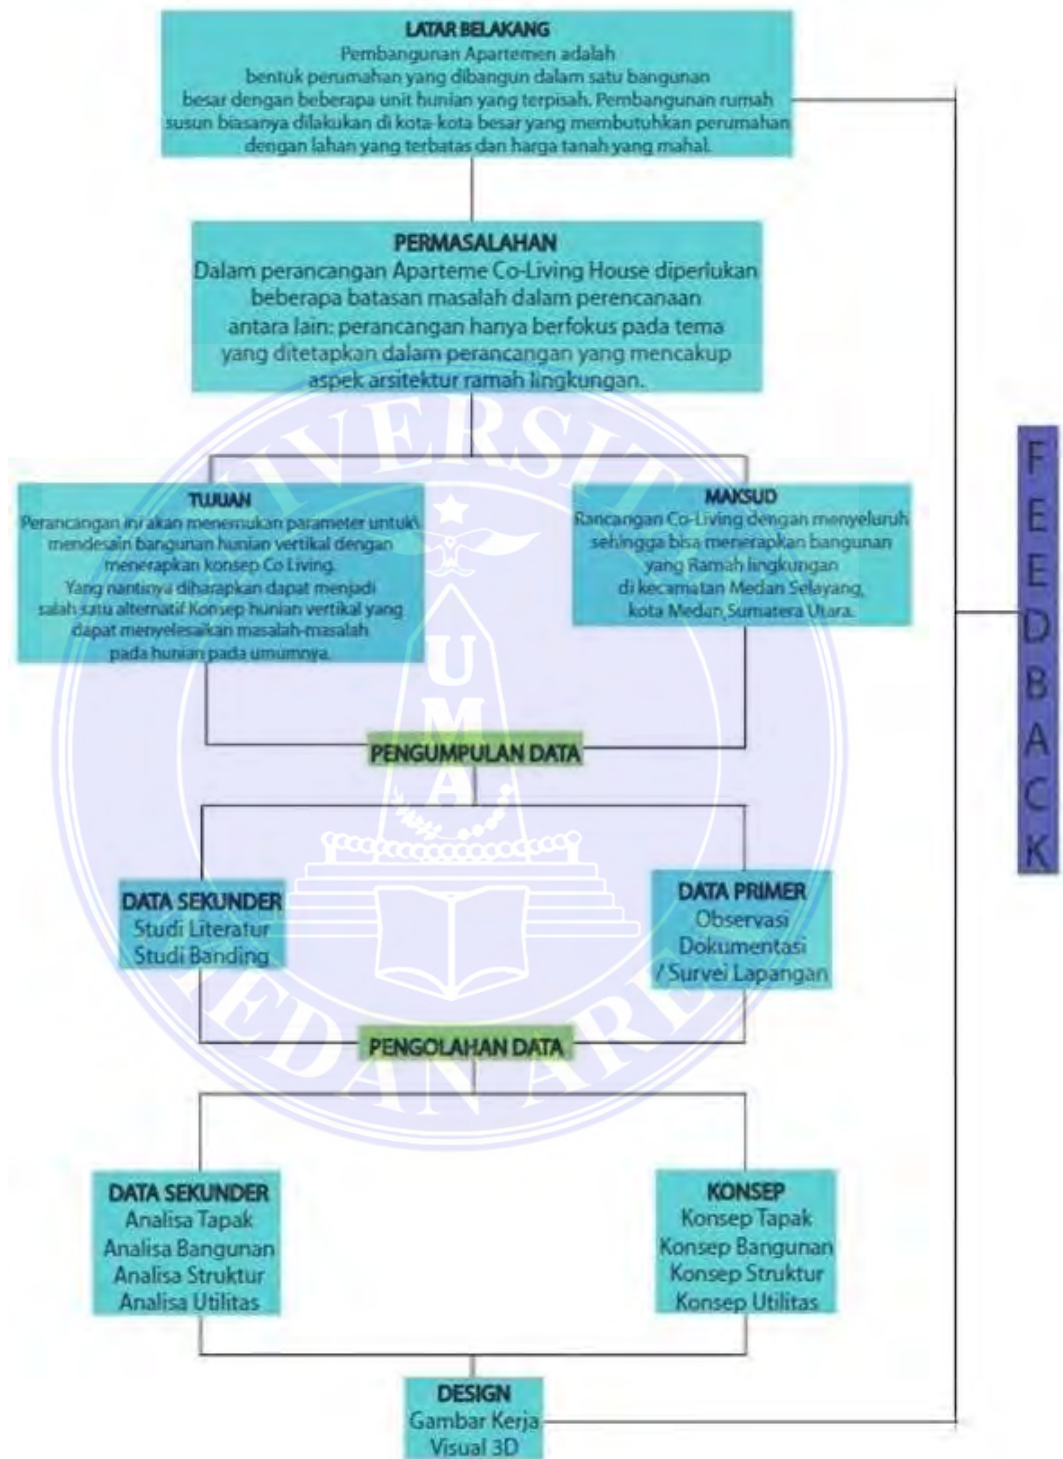 LATAR BELAKANG
Pembangunan Apartemen adalah
bentuk perumahan yang dibangun dalam satu bangunan
besar dengan beberapa unit hunian yang terpisah. Pembangunan rumah
susun biasanya dilakukan di kota-kota besar yang membutuhkan perumahan
dengan lahan yang terbatas dan harga tanah yang mahal.
PERMASALAHAN
Dalam perancangan Aparteme Co-Living House diperlukan
beberapa batasan masalah dalam perencanaan
antara lain: perancangan hanya berfokus pada tema
yang ditetapkan dalam perancangan yang mencakup
aspek arsitektur ramah lingkungan.
TUJUAN
Perancangan ini akan menemukan parameter untuk\
mendesain bangunan hunian vertikal dengan
menerapkan konsep Co Living.
Yang nantinya diharapkan dapat menjadi
salah satu alternatif Konsep hunian vertikal yang
dapat menyelesaikan masalah-masalah
pada hunian pada umumnya.
MAKSUD
Rancangan Co-Living dengan menyeluruh
sehingga bisa menerapkan bangunan
yang Ramah lingkungan
di kecamatan Medan Selayang,
kota Medan,Sumatera Utara.
PENGUMPULAN DATA
DATA SEKUNDER
Studi Literatur
Studi Banding
DATA PRIMER
Observasi
Dokumentasi
/ Survei Lapangan
PENGOLAHAN DATA
DATA SEKUNDER
Analisa Tapak
Analisa Bangunan
Analisa Struktur
Analisa Utilitas
KONSEP
Konsep Tapak
Konsep Bangunan
Konsep Struktur
Konsep Utilitas
DESIGN
Gambar Kerja
Visual 3D
FEEDBACK
UMA